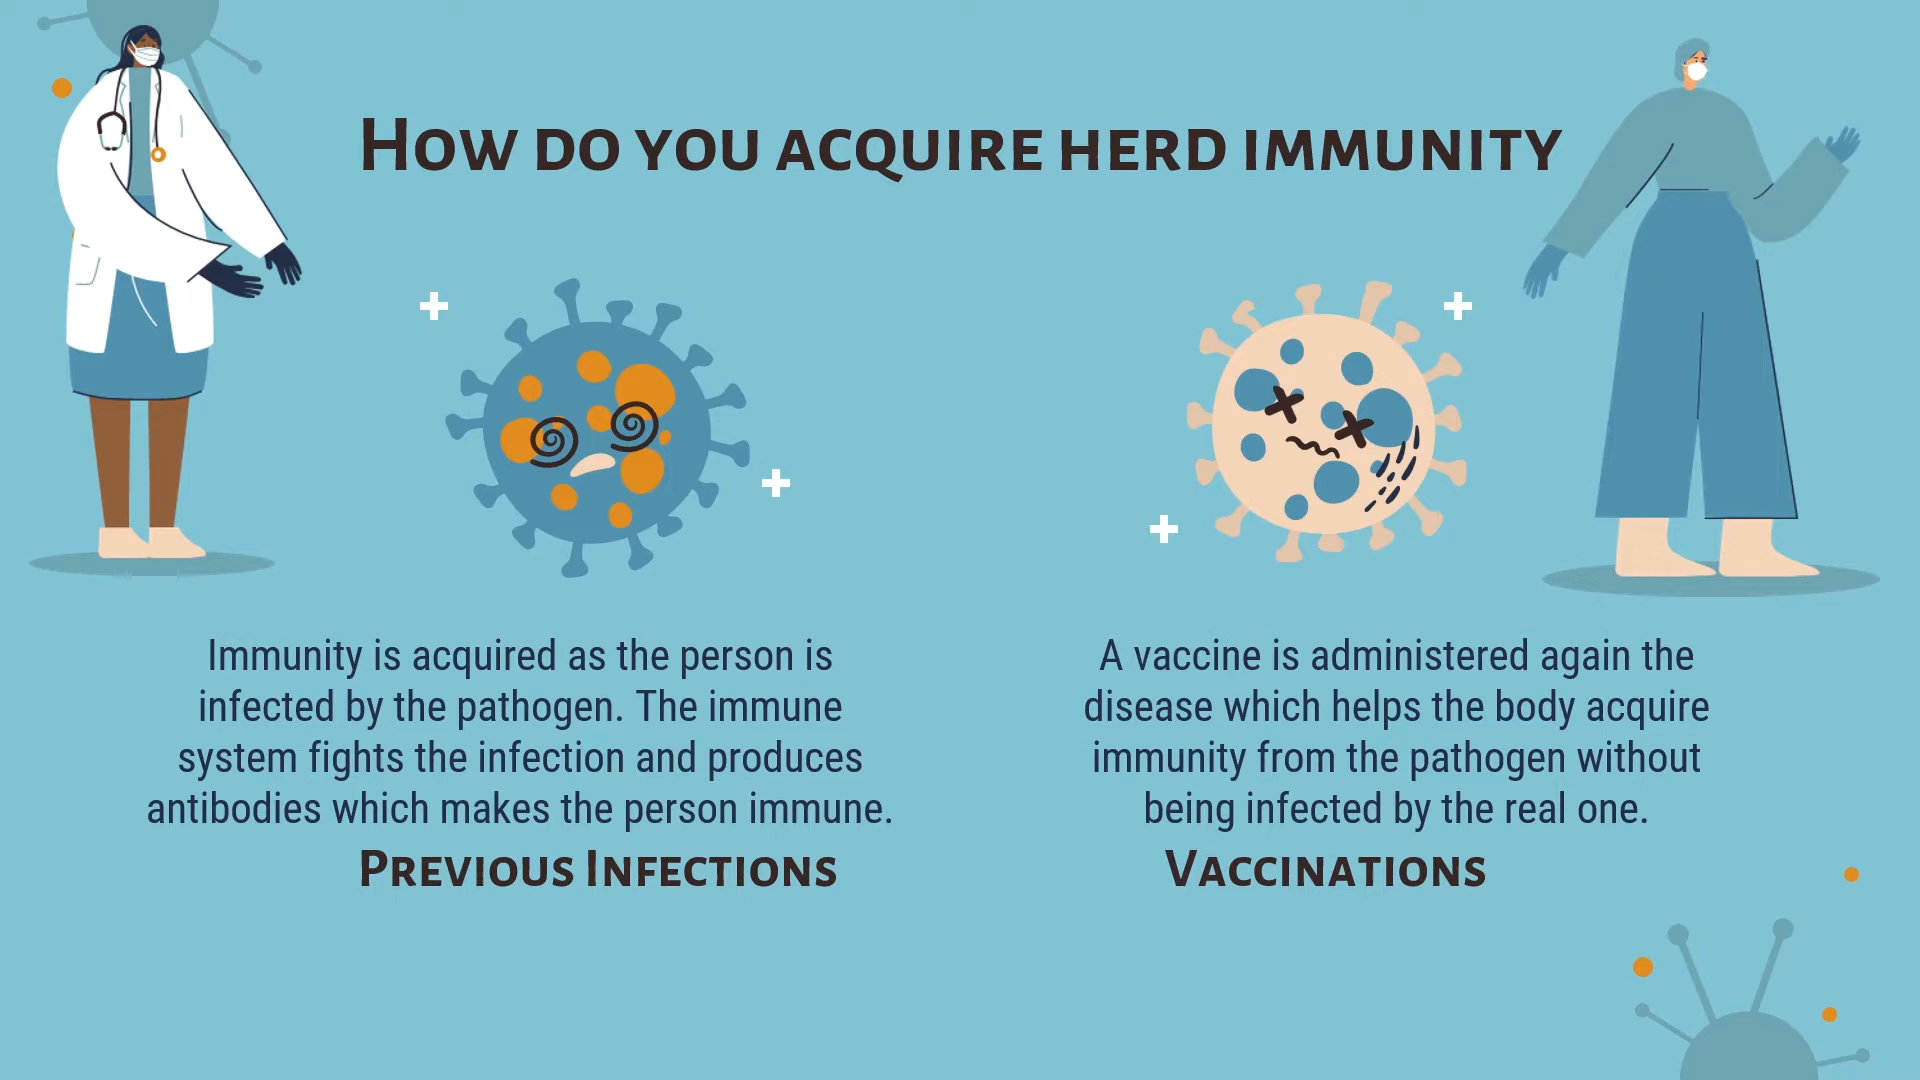 How do you acquire herd immunity
Immunity is acquired as the person is
infected by the pathogen. The immune
system fights the infection and produces
antibodies which makes the person immune.
Previous Infections
A vaccine is administered again the
disease which helps the body acquire
immunity from the pathogen without
being infected by the real one.
Vaccinations